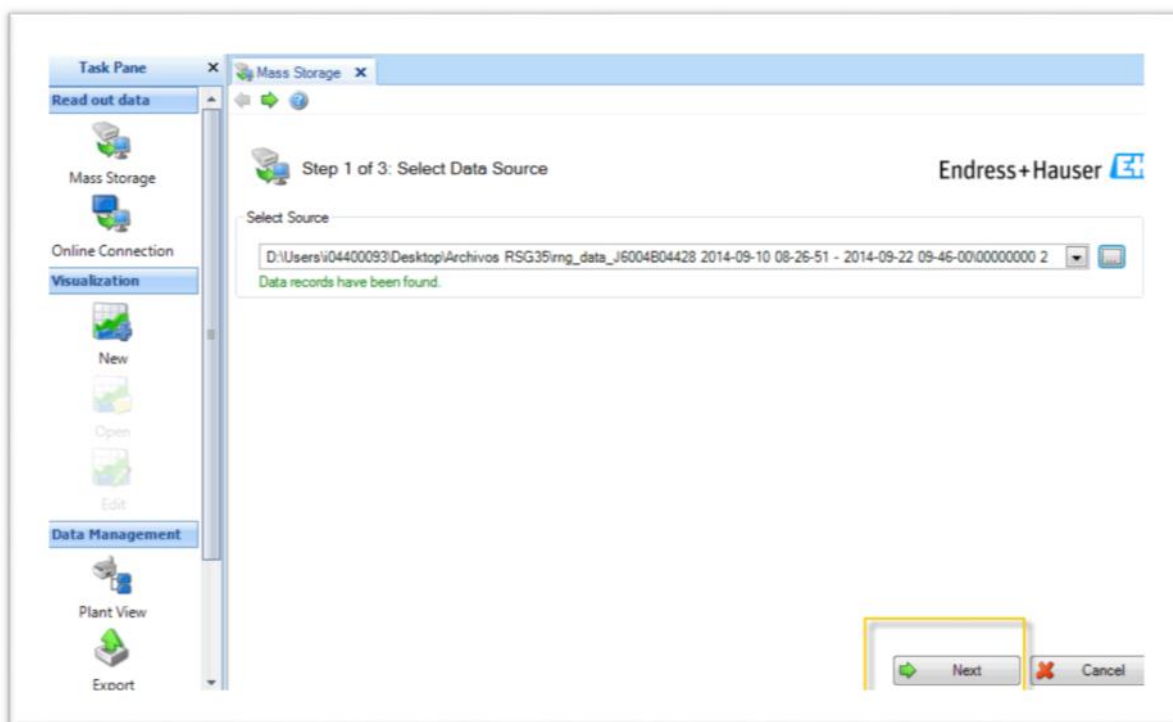 Task Pane
Read out data
Mass Storage
Online Connection
Visualization
New
Open
Edit
Data Management
Plant View
Export
Mass Storage
Step 1 of 3: Select Data Source
Endress+Hauser
Select Source
D:\Users\i04400093\Desktop\Archivos RSG35\rng_data_J6004B04428 2014-09-10 08-26-51 - 2014-09-22 09-46-00\00000000 2
Data records have been found.
Next
Cancel